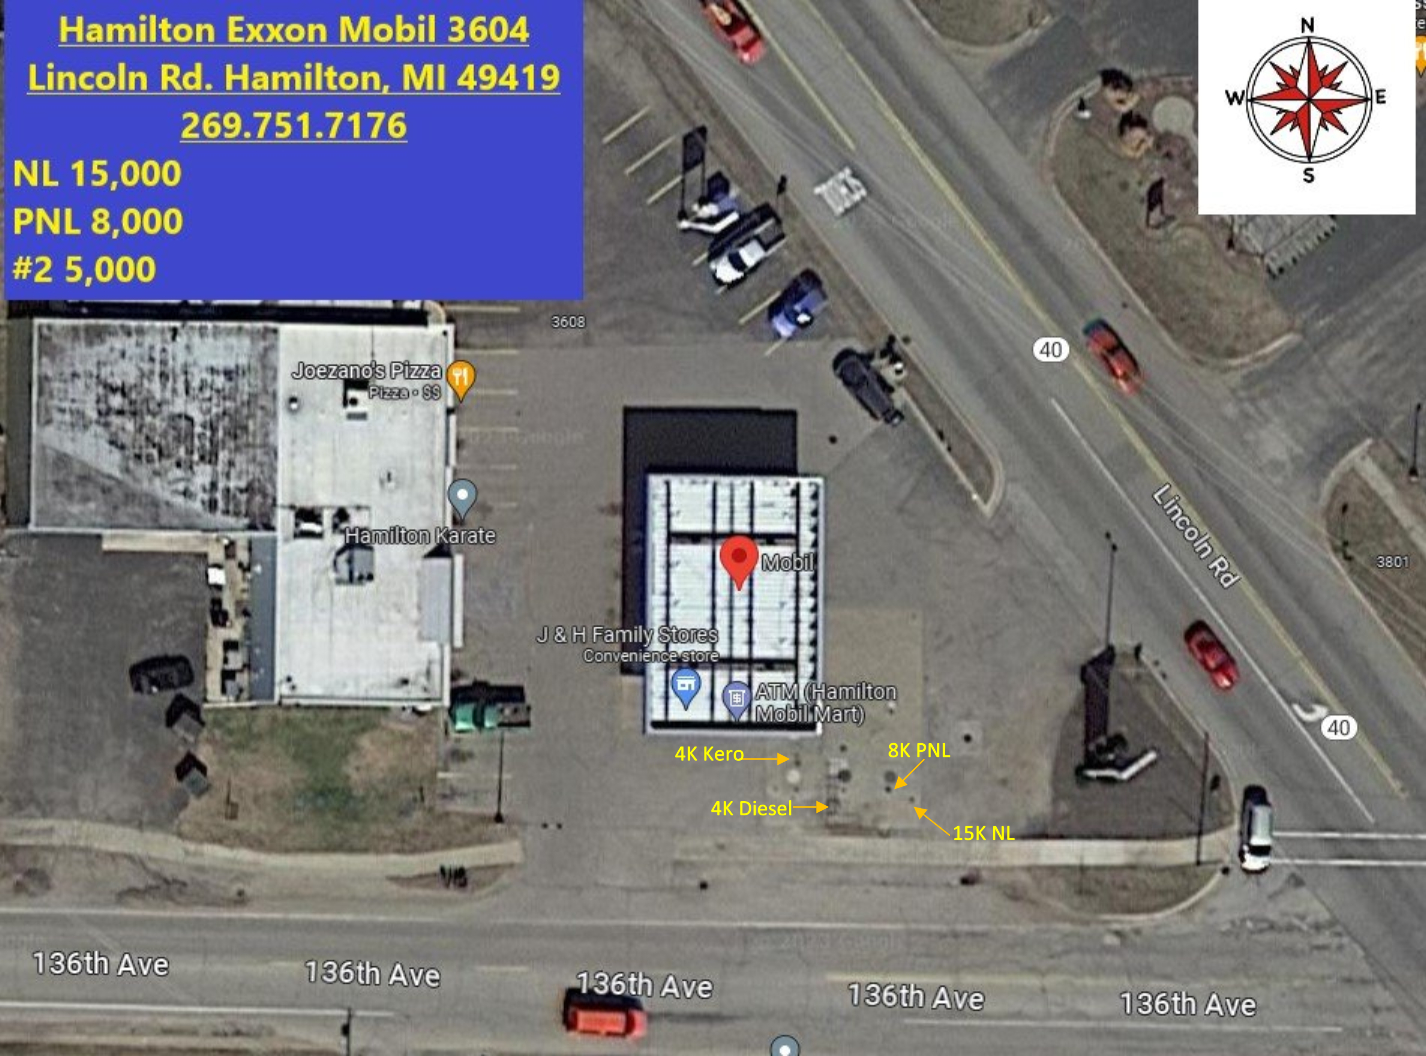 Hamilton Exxon Mobil 3604
Lincoln Rd. Hamilton, MI 49419
269.751.7176
NL 15,000
PNL 8,000
#2 5,000
N
W
E
S
3608
40
Joezano's Pizza
Pizza • $$
Hamilton Karate
Lincoln Rd
Mobil
3801
J & H Family Stores
Convenience store
ATM (Hamilton
Mobil Mart)
40
4K Kero
8K PNL
4K Diesel
15K NL
136th Ave
136th Ave
136th Ave
136th Ave
136th Ave